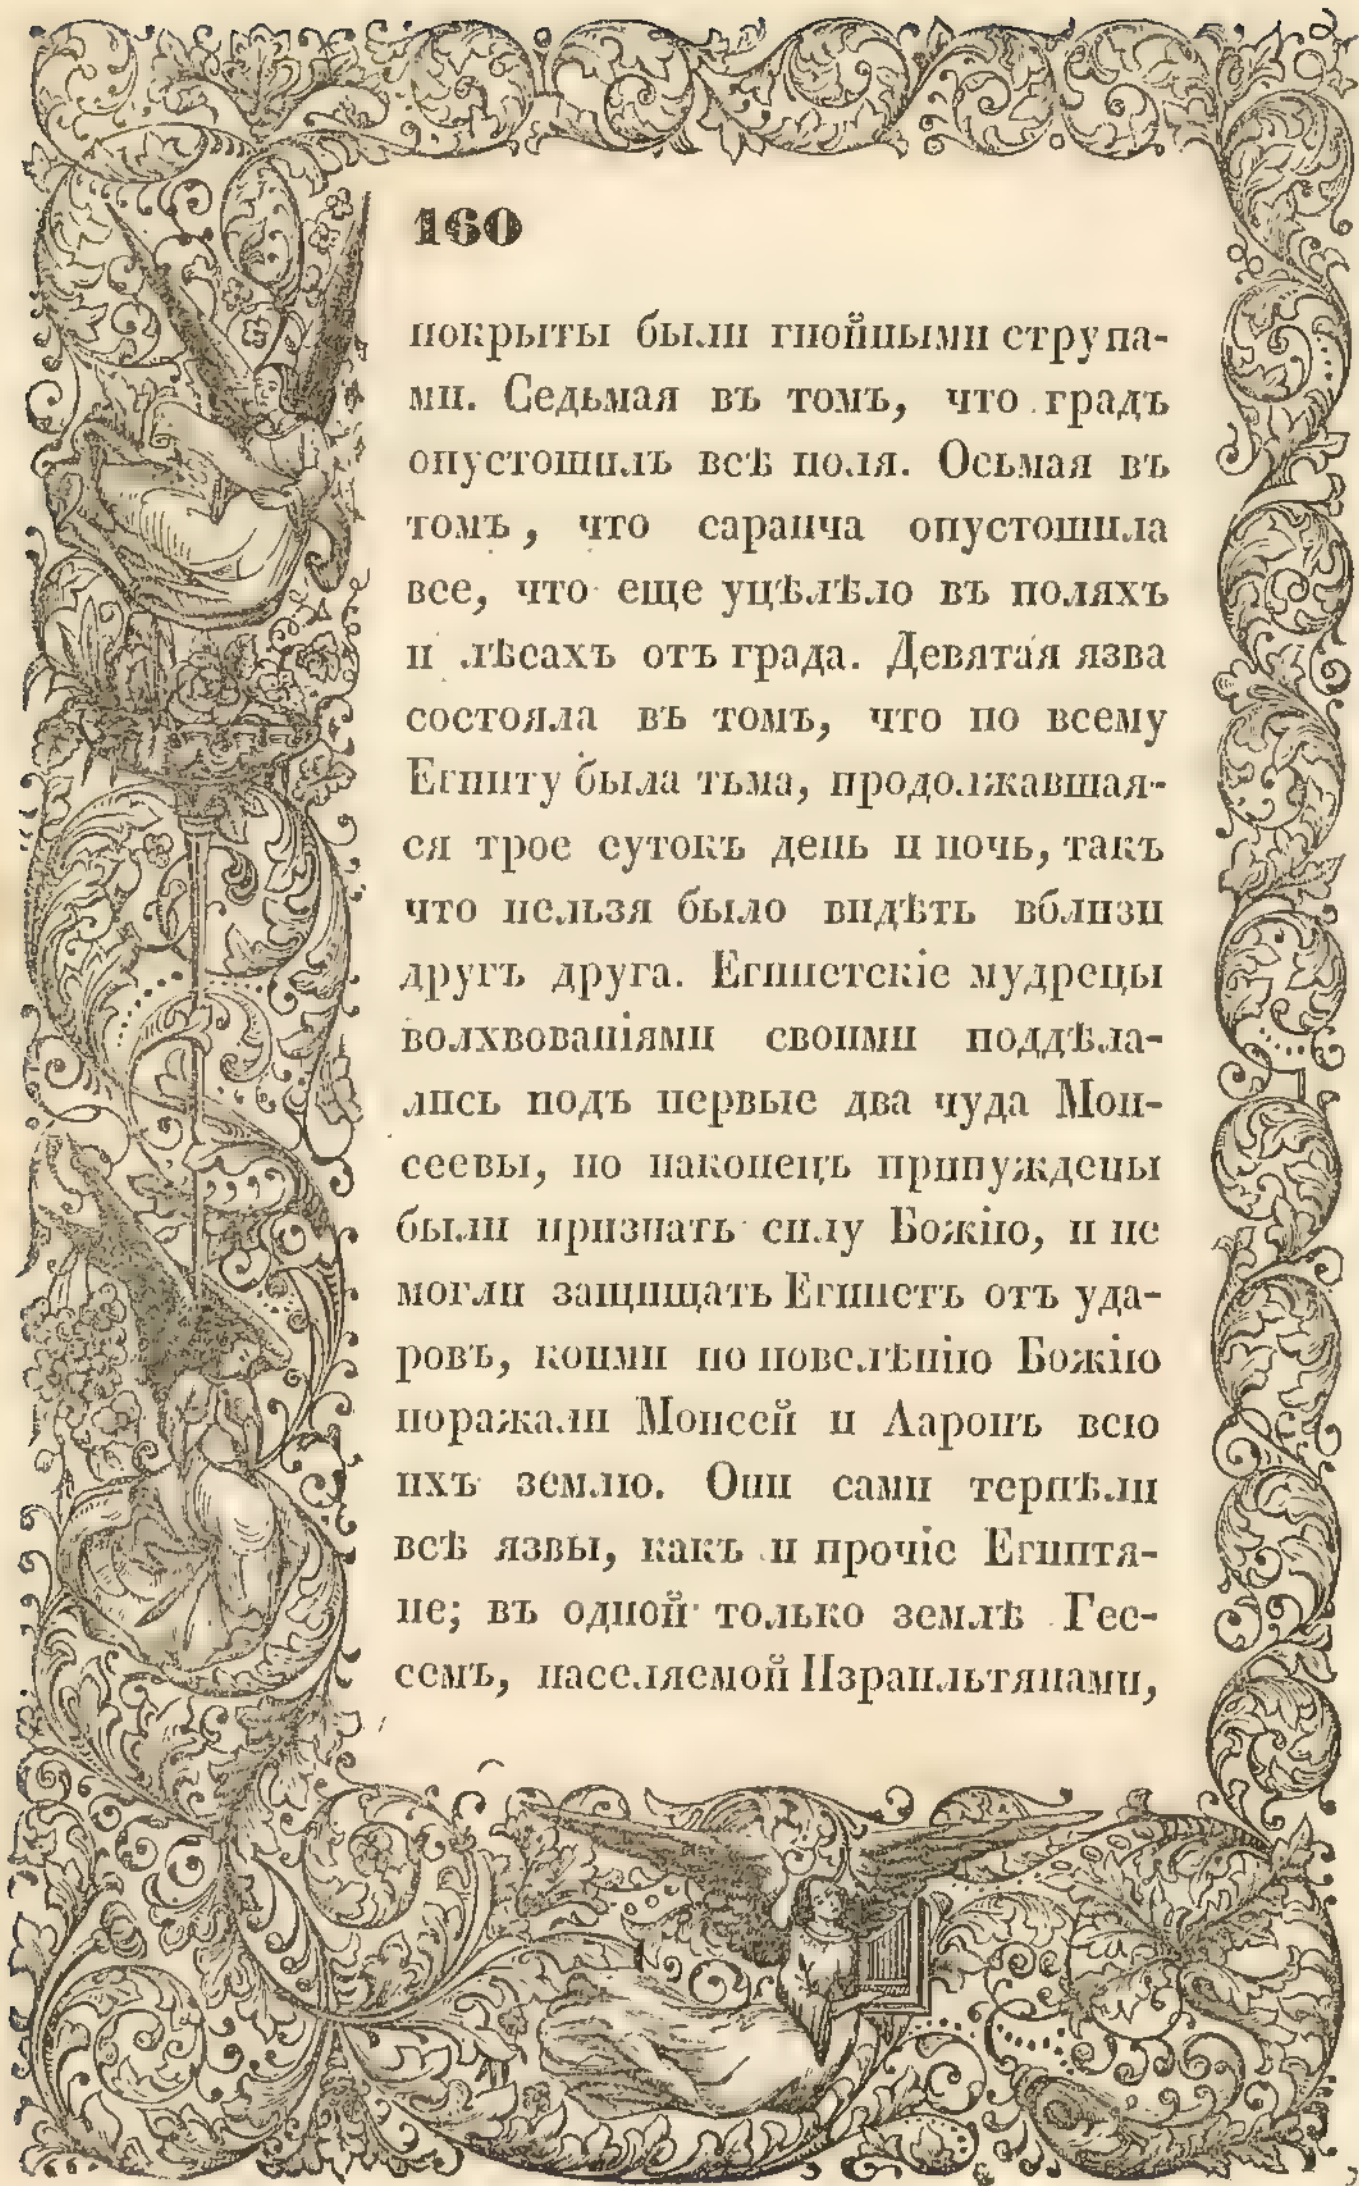 160
покрыты были гнойными струпа-
ми. Седьмая въ томъ, что градъ
опустошилъ всѣ поля. Осьмая въ
томъ, что саранча опустошила
все, что еще уцѣлѣло въ поляхъ
и лѣсахъ отъ града. Девятая язва
состояла въ томъ, что по всему
Египту была тьма, продолжавшая-
ся трое сутокъ день и ночь, такъ
что нельзя было видѣть вблизи
другъ друга. Египетскіе мудрецы
волхвованіями своими поддѣла-
лись подъ первые два чуда Мои-
сеевы, но наконецъ принуждены
были признать силу Божію, и не
могли защищать Египетъ отъ уда-
ровъ, коими по повелѣнію Божію
поражали Моисей и Ааронъ всю
ихъ землю. Они сами терпѣли
всѣ язвы, какъ и прочіе Египтя-
не; въ одной только землѣ Гес-
семъ, населяемой Израильтянами,